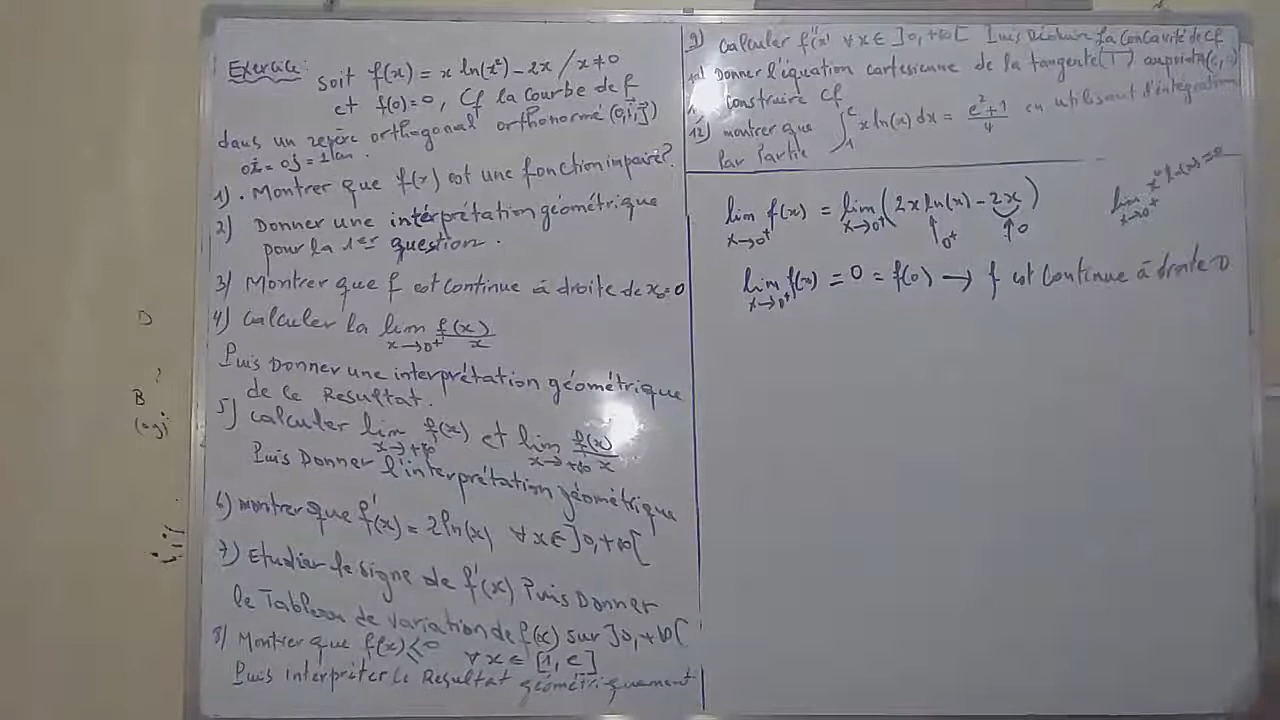 Exercice: soit f(x) = x ln(x²) - 2x / x ≠ 0
et f(0)=0, Cf la courbe de f
dans un repère orthogonal orthonormé (o,i,j)
oi = oj = 1cm.
1). Montrer que f(x) est une fonction impaire?
2) Donner une interprétation géométrique
pour la 1er question.
3) Montrer que f est continue à droite de x₀=0
4) Calculer la lim f(x)/x
x→0⁺
Puis Donner une interprétation géométrique
de ce Resultat.
5) calculer lim f(x) et lim f(x)/x
x→+∞ x→+∞
Puis Donner l'interprétation géométrique
6) montrer que f'(x) = 2ln(x) ∀x∈]0,+∞[
7) Etudier le signe de f'(x) Puis Donner
le Tableau de variation de f(x) sur ]0,+∞[
8) Montrer que f(x)≤0 ∀x∈[1,e]
Puis interpréter le Resultat géométriquement
9) Calculer f''(x) ∀x∈]0,+∞[ Puis Déduire la concavité de Cf
Donner l'équation cartesienne de la tangente (T) au point
construire Cf
12) montrer que ∫₁ᵉ x ln(x) dx = (e²+1)/4 en utilisant d'intégration
Par Partie
lim f(x) = lim (2x ln(x) - 2x)
x→0⁺ x→0⁺ 0⁺ 0
lim xⁿ ln(x) = 0
x→0⁺
lim f(x) = 0 = f(0) → f est continue à droite 0
x→0⁺
D
?
B